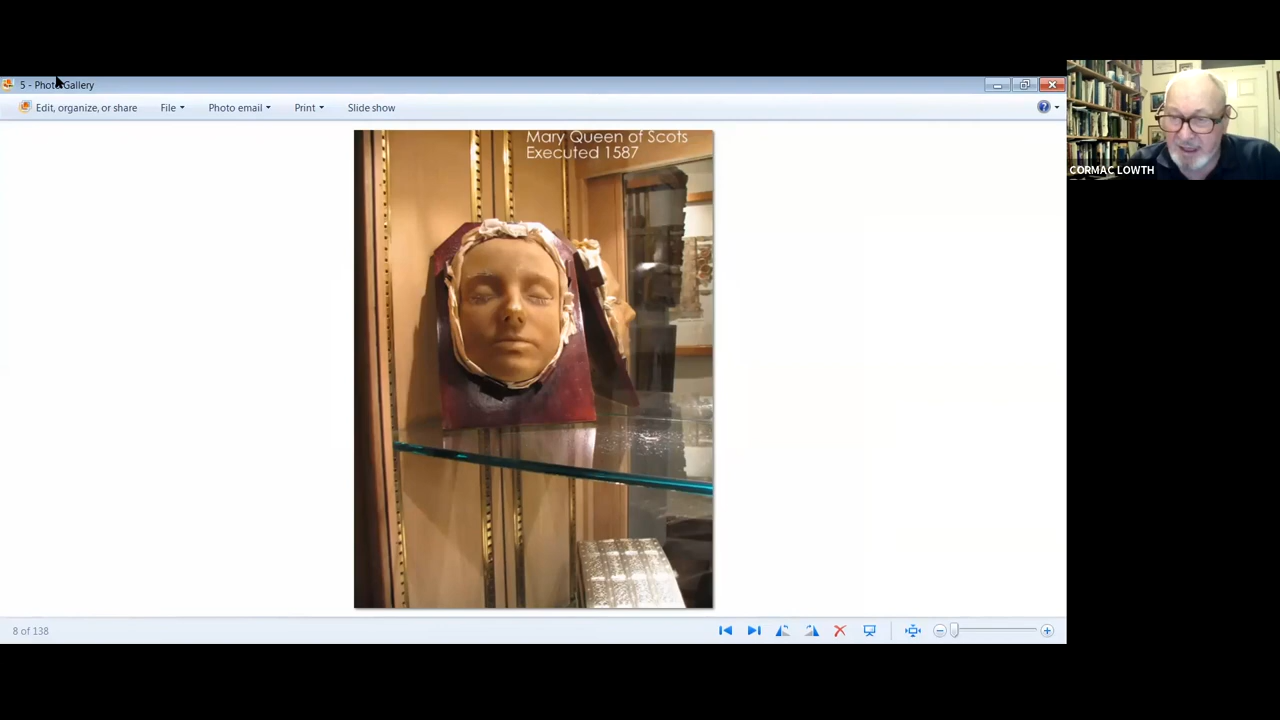 5 - Photo Gallery
Edit, organize, or share
File
Photo email
Print
Slide show
Mary Queen of Scots
Executed 1587
CORMAC LOWTH
8 of 138